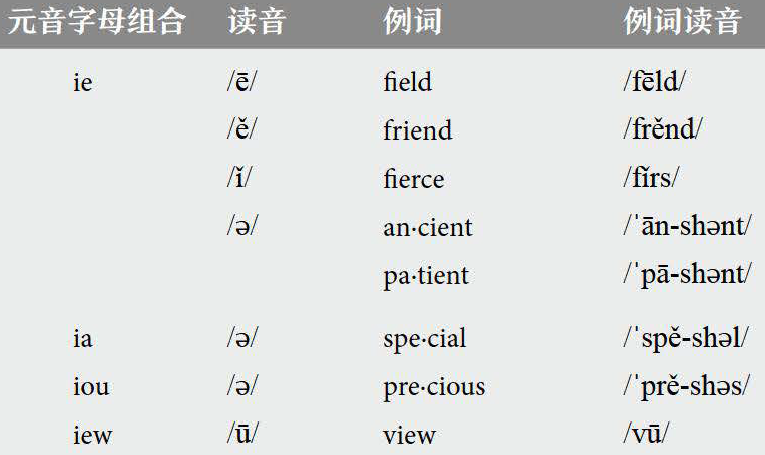 元音字母组合 读音 例词 例词读音
ie /ē/ field /fēld/
/ĕ/ friend /frĕnd/
/ĭ/ fierce /fĭrs/
/ə/ an·cient /ˈān-shənt/
pa·tient /ˈpā-shənt/
ia /ə/ spe·cial /ˈspĕ-shəl/
iou /ə/ pre·cious /ˈprĕ-shəs/
iew /ū/ view /vū/